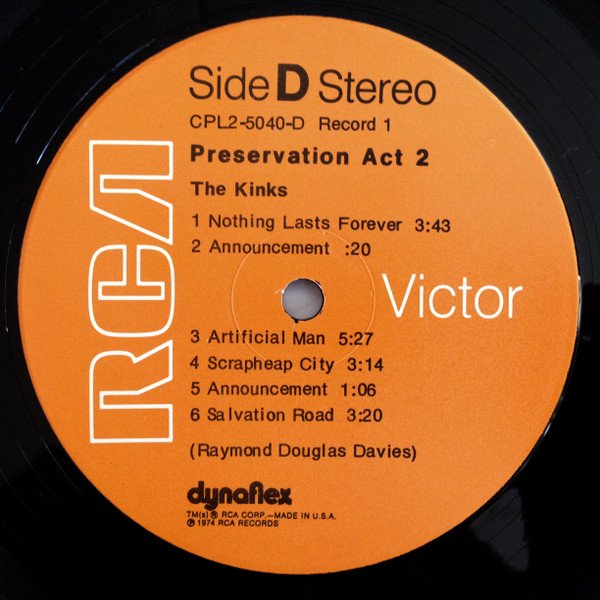 Side D Stereo
CPL2-5040-D Record 1
Preservation Act 2
The Kinks
1 Nothing Lasts Forever 3:43
2 Announcement :20
RCA
Victor
3 Artificial Man 5:27
4 Scrapheap City 3:14
5 Announcement 1:06
6 Salvation Road 3:20
(Raymond Douglas Davies)
dynaflex
TM(s) ® RCA CORP.—MADE IN U.S.A.
℗ 1974 RCA RECORDS